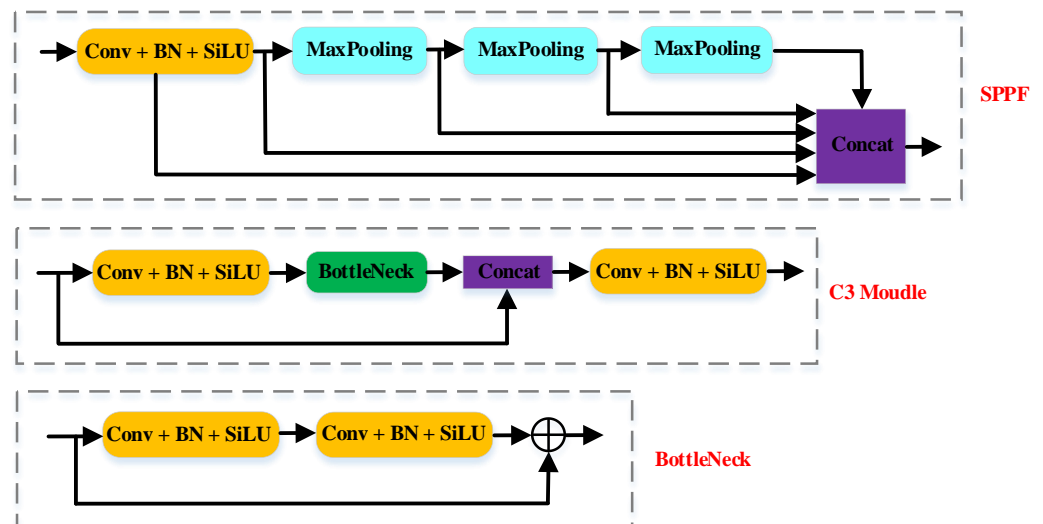 Conv + BN + SiLU
MaxPooling
MaxPooling
MaxPooling
Concat
SPPF
Conv + BN + SiLU
BottleNeck
Concat
Conv + BN + SiLU
C3 Moudle
Conv + BN + SiLU
Conv + BN + SiLU
BottleNeck